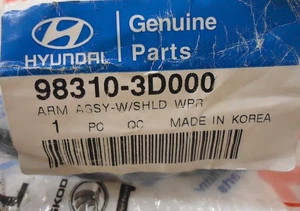 HYUNDAI
Genuine
Parts
98310-3D000
ARM ASSY-W/SHLD WPR
1 PC OC MADE IN KOREA